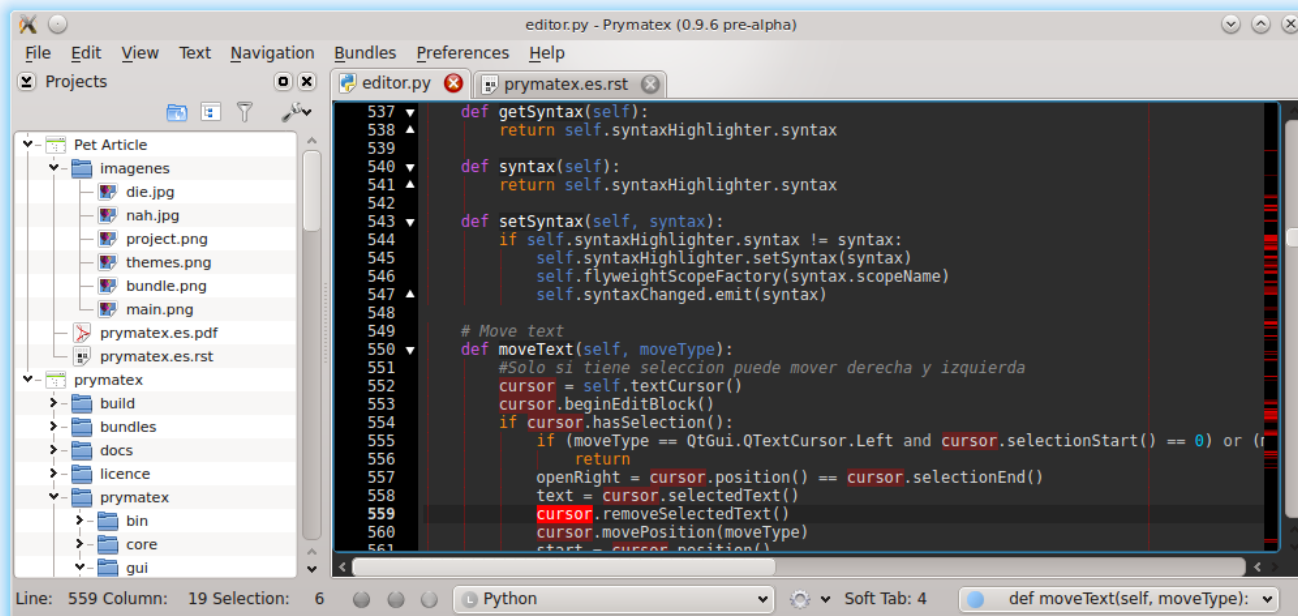 editor.py - Prymatex (0.9.6 pre-alpha)
File Edit View Text Navigation Bundles Preferences Help
Projects
editor.py
prymatex.es.rst
Pet Article
imagenes
die.jpg
nah.jpg
project.png
themes.png
bundle.png
main.png
prymatex.es.pdf
prymatex.es.rst
prymatex
build
bundles
docs
licence
prymatex
bin
core
gui
537 def getSyntax(self):
538 return self.syntaxHighlighter.syntax
539
540 def syntax(self):
541 return self.syntaxHighlighter.syntax
542
543 def setSyntax(self, syntax):
544 if self.syntaxHighlighter.syntax != syntax:
545 self.syntaxHighlighter.setSyntax(syntax)
546 self.flyweightScopeFactory(syntax.scopeName)
547 self.syntaxChanged.emit(syntax)
548
549 # Move text
550 def moveText(self, moveType):
551 #Solo si tiene seleccion puede mover derecha y izquierda
552 cursor = self.textCursor()
553 cursor.beginEditBlock()
554 if cursor.hasSelection():
555 if (moveType == QtGui.QTextCursor.Left and cursor.selectionStart() == 0) or (
556 return
557 openRight = cursor.position() == cursor.selectionEnd()
558 text = cursor.selectedText()
559 cursor.removeSelectedText()
560 cursor.movePosition(moveType)
561 start = cursor.position()
Line: 559 Column: 19 Selection: 6
Python
Soft Tab: 4
def moveText(self, moveType):